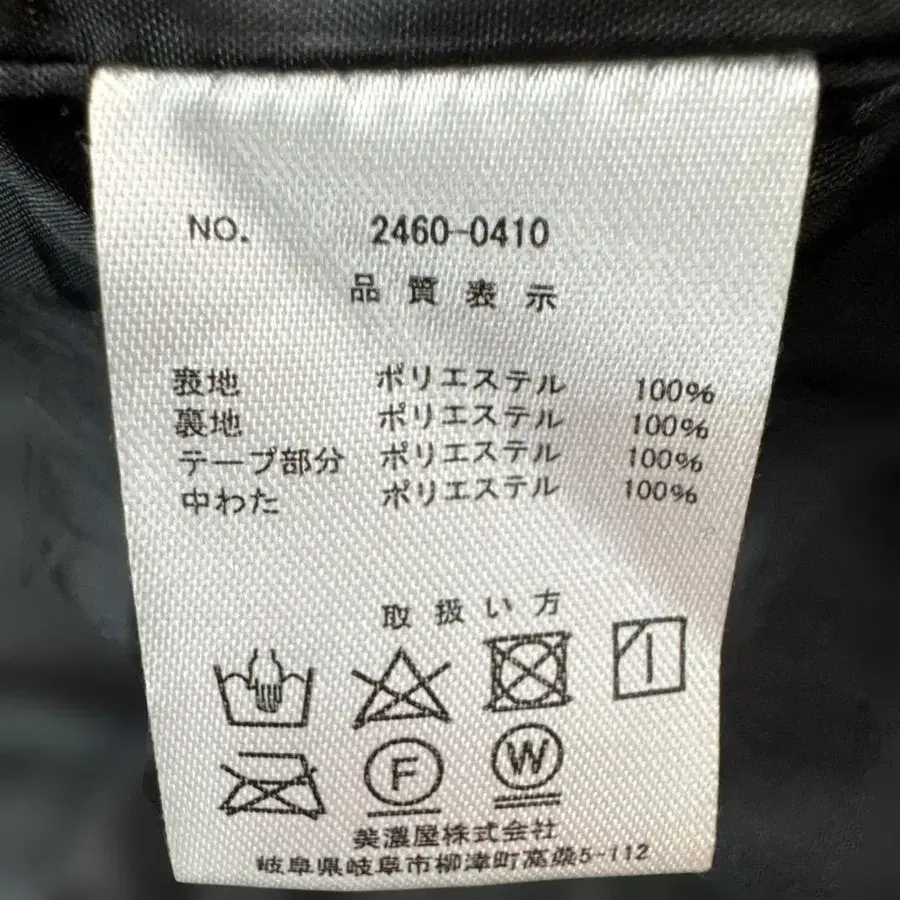 NO. 2460-0410
品質表示
表地 ポリエステル 100%
裏地 ポリエステル 100%
テープ部分 ポリエステル 100%
中わた ポリエステル 100%
取扱い方
F W
美濃屋株式会社
岐阜県岐阜市柳津町高桑5-112